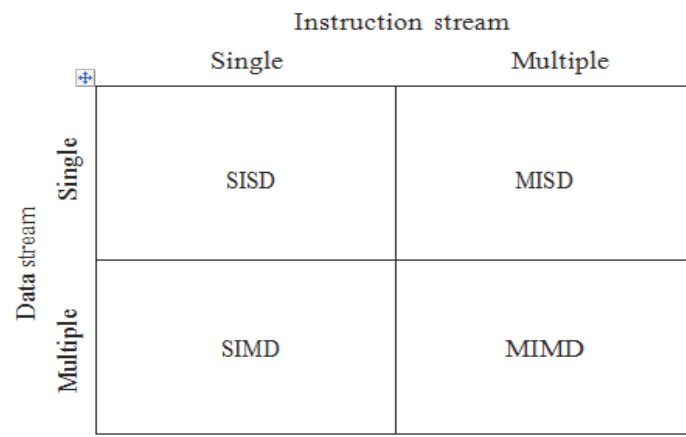 Instruction stream
Single Multiple
Single
SISD MISD
Data stream
Multiple
SIMD MIMD